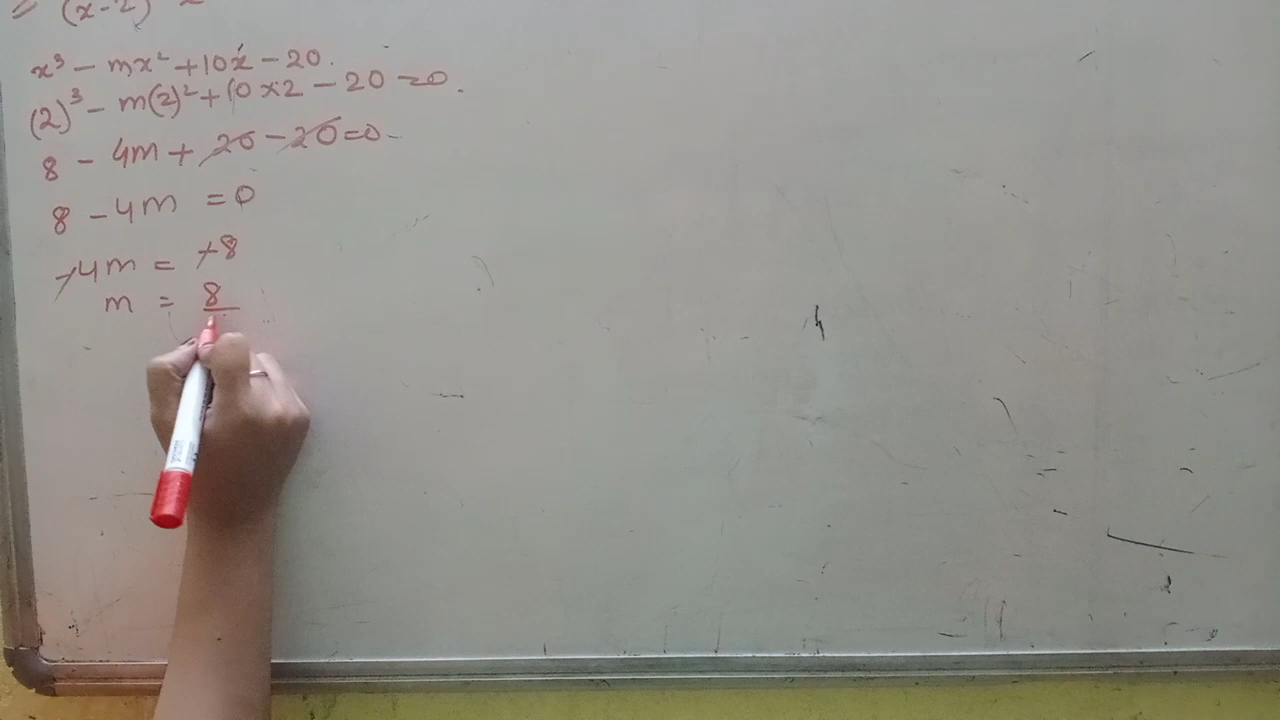 (x-2)
x³ - mx² + 10x - 20.
(2)³ - m(2)² + 10×2 - 20 = 0.
8 - 4m + 20 - 20 = 0
8 - 4m = 0
-4m = -8
m = 8